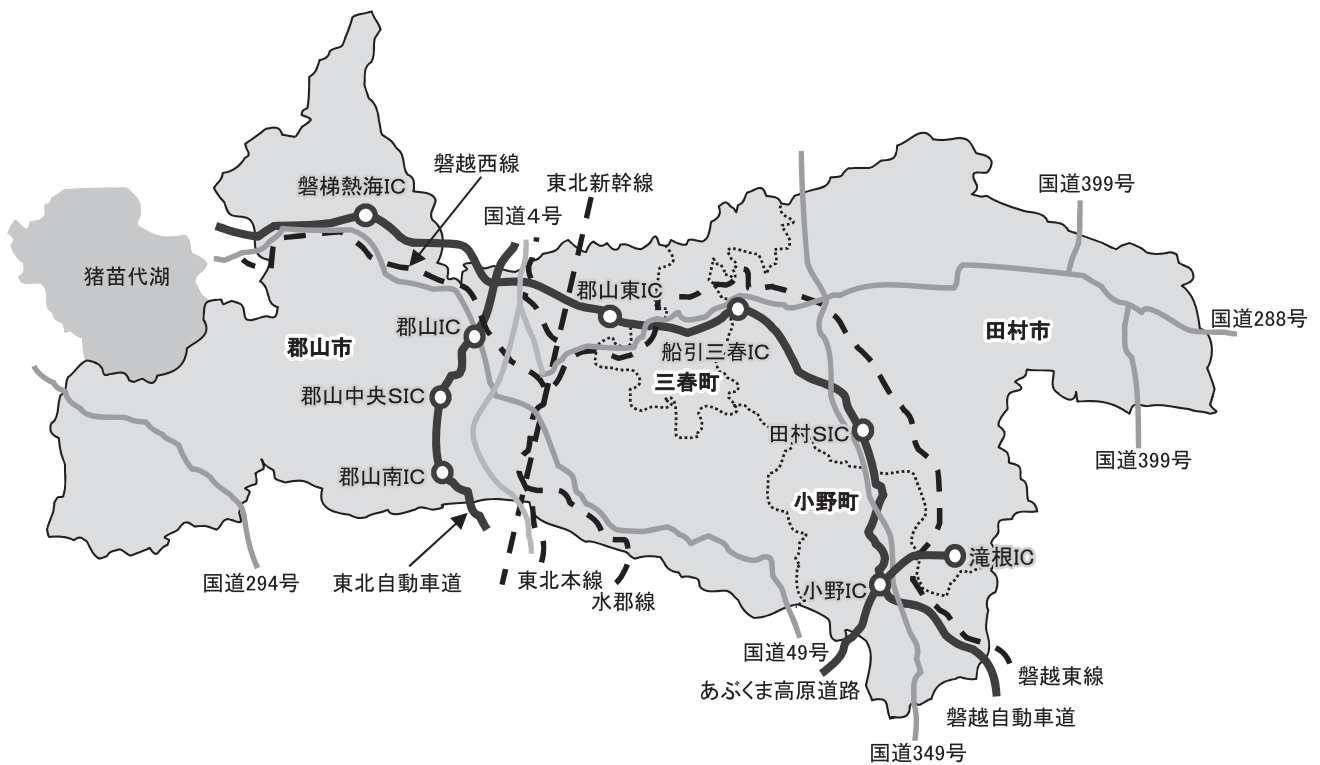 磐越西線
東北新幹線
磐梯熱海IC
国道4号
国道399号
猪苗代湖
郡山東IC
国道288号
郡山IC
田村市
郡山市
船引三春IC
三春町
郡山中央SIC
田村SIC
国道399号
郡山南IC
小野町
滝根IC
国道294号
東北自動車道
東北本線
小野IC
水郡線
国道49号
磐越東線
あぶくま高原道路
磐越自動車道
国道349号